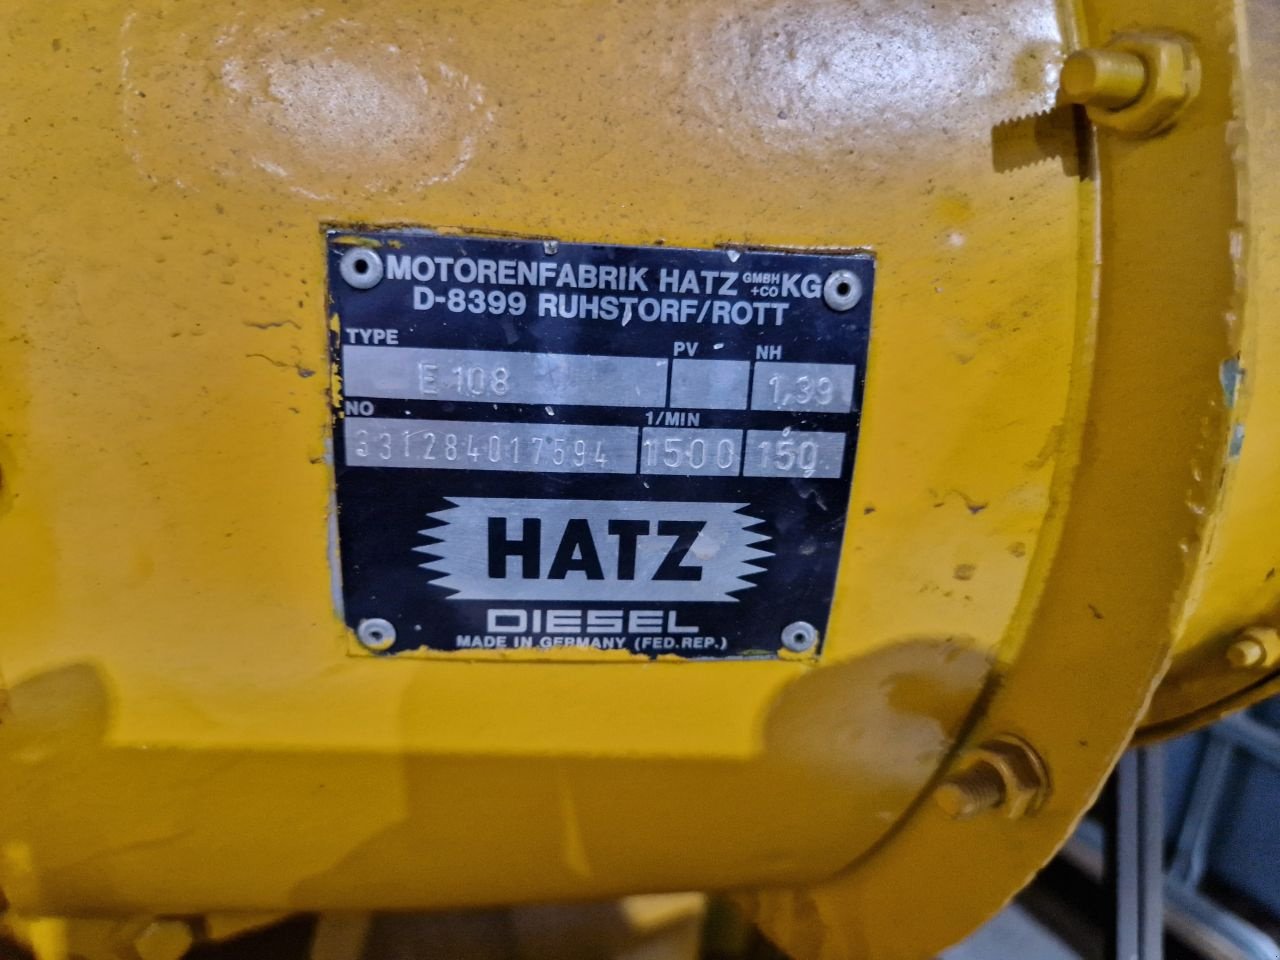 MOTORENFABRIK HATZ GMBH +CO KG
D-8399 RUHSTORF/ROTT
TYPE PV NH
E 108 1,39
NO 1/MIN
331284017594 1500 150
HATZ
DIESEL
MADE IN GERMANY (FED.REP.)